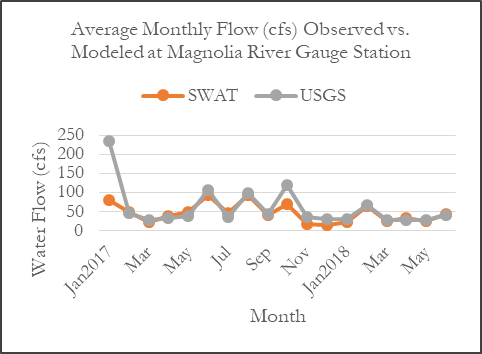 Average Monthly Flow (cfs) Observed vs.
Modeled at Magnolia River Gauge Station
SWAT USGS
Water Flow (cfs)
250
200
150
100
50
0
Jan2017 Mar May Jul Sep Nov Jan2018 Mar May
Month